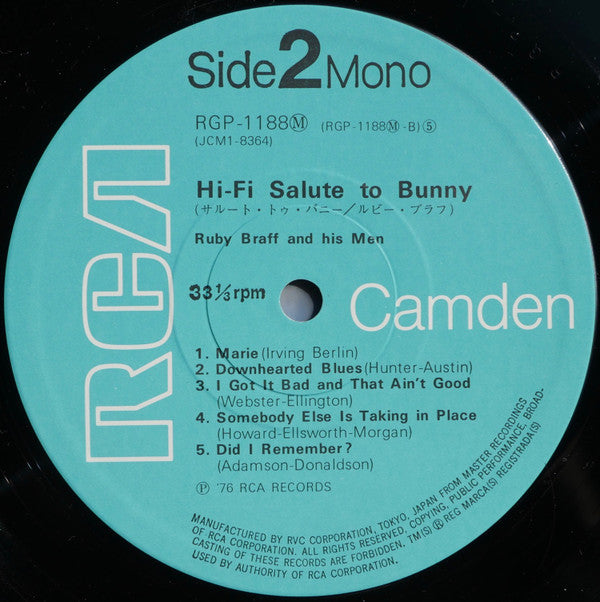 Side 2 Mono
RGP-1188Ⓜ (RGP-1188Ⓜ-B)⑤
(JCM1-8364)
Hi-Fi Salute to Bunny
(サルート・トゥ・バニー/ルビー・ブラフ)
Ruby Braff and his Men
33⅓rpm
RCA
Camden
1. Marie (Irving Berlin)
2. Downhearted Blues (Hunter-Austin)
3. I Got It Bad and That Ain't Good
(Webster-Ellington)
4. Somebody Else Is Taking in Place
(Howard-Ellsworth-Morgan)
5. Did I Remember?
(Adamson-Donaldson)
Ⓟ '76 RCA RECORDS
MANUFACTURED BY RVC CORPORATION, TOKYO, JAPAN FROM MASTER RECORDINGS
OF RCA CORPORATION. ALL RIGHTS RESERVED. COPYING, PUBLIC PERFORMANCE, BROAD-
CASTING OF THESE RECORDS ARE FORBIDDEN. TM(S) ® REG MARCA(S) REGISTRADA(S)
USED BY AUTHORITY OF RCA CORPORATION.